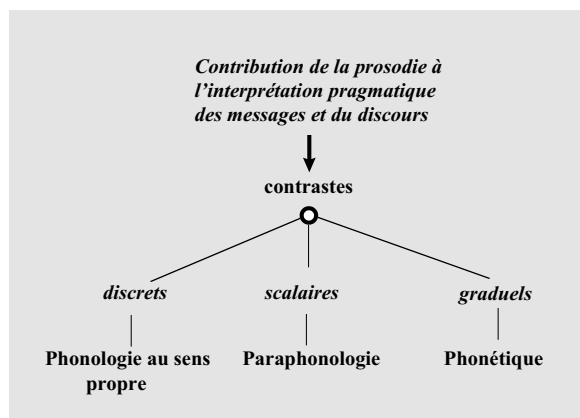 Contribution de la prosodie à
l'interprétation pragmatique
des messages et du discours
contrastes
discrets scalaires graduels
Phonologie au sens Paraphonologie Phonétique
propre